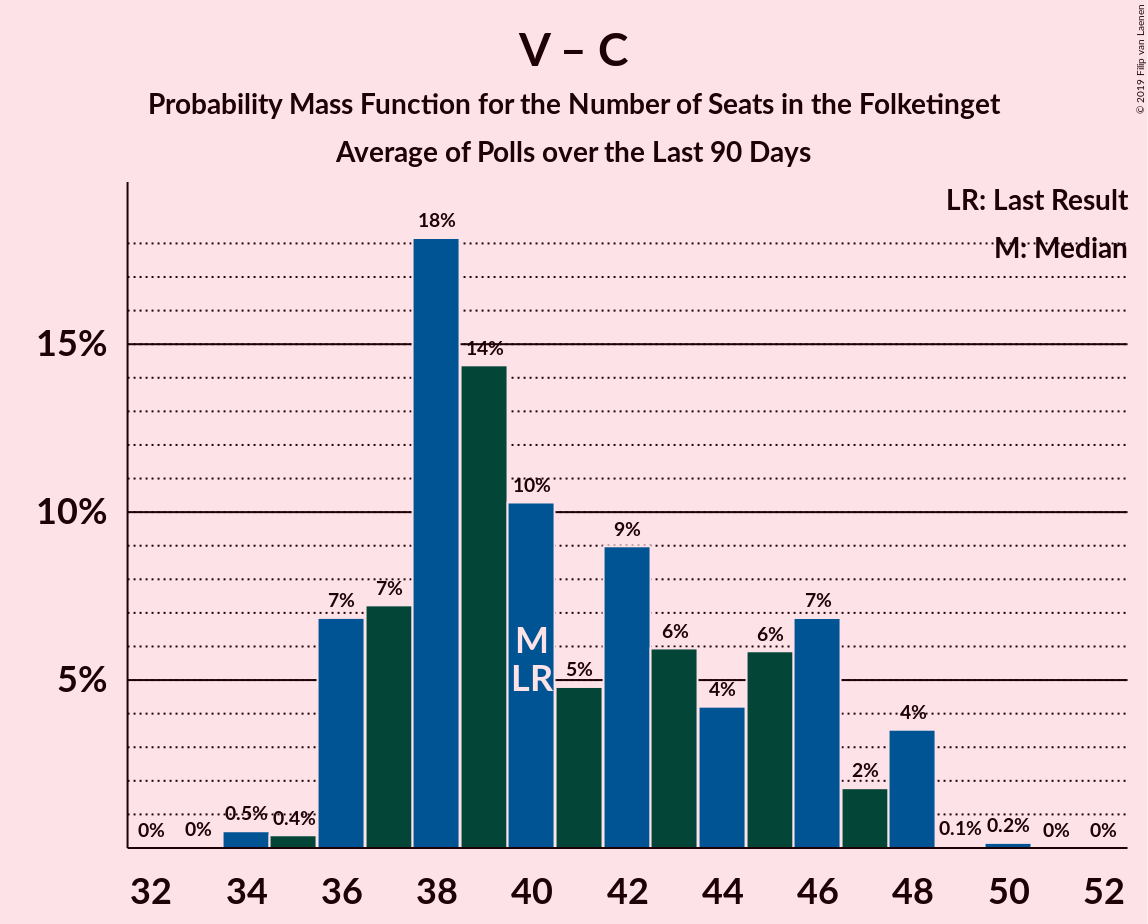 © 2019 Filip van Laenen
V – C
Probability Mass Function for the Number of Seats in the Folketinget
Average of Polls over the Last 90 Days
LR: Last Result
M: Median
15%
10%
5%
0%
0%
0.5%
0.4%
7%
7%
18%
14%
10%
5%
9%
6%
4%
6%
7%
2%
4%
0.1%
0.2%
0%
0%
M
LR
32 34 36 38 40 42 44 46 48 50 52